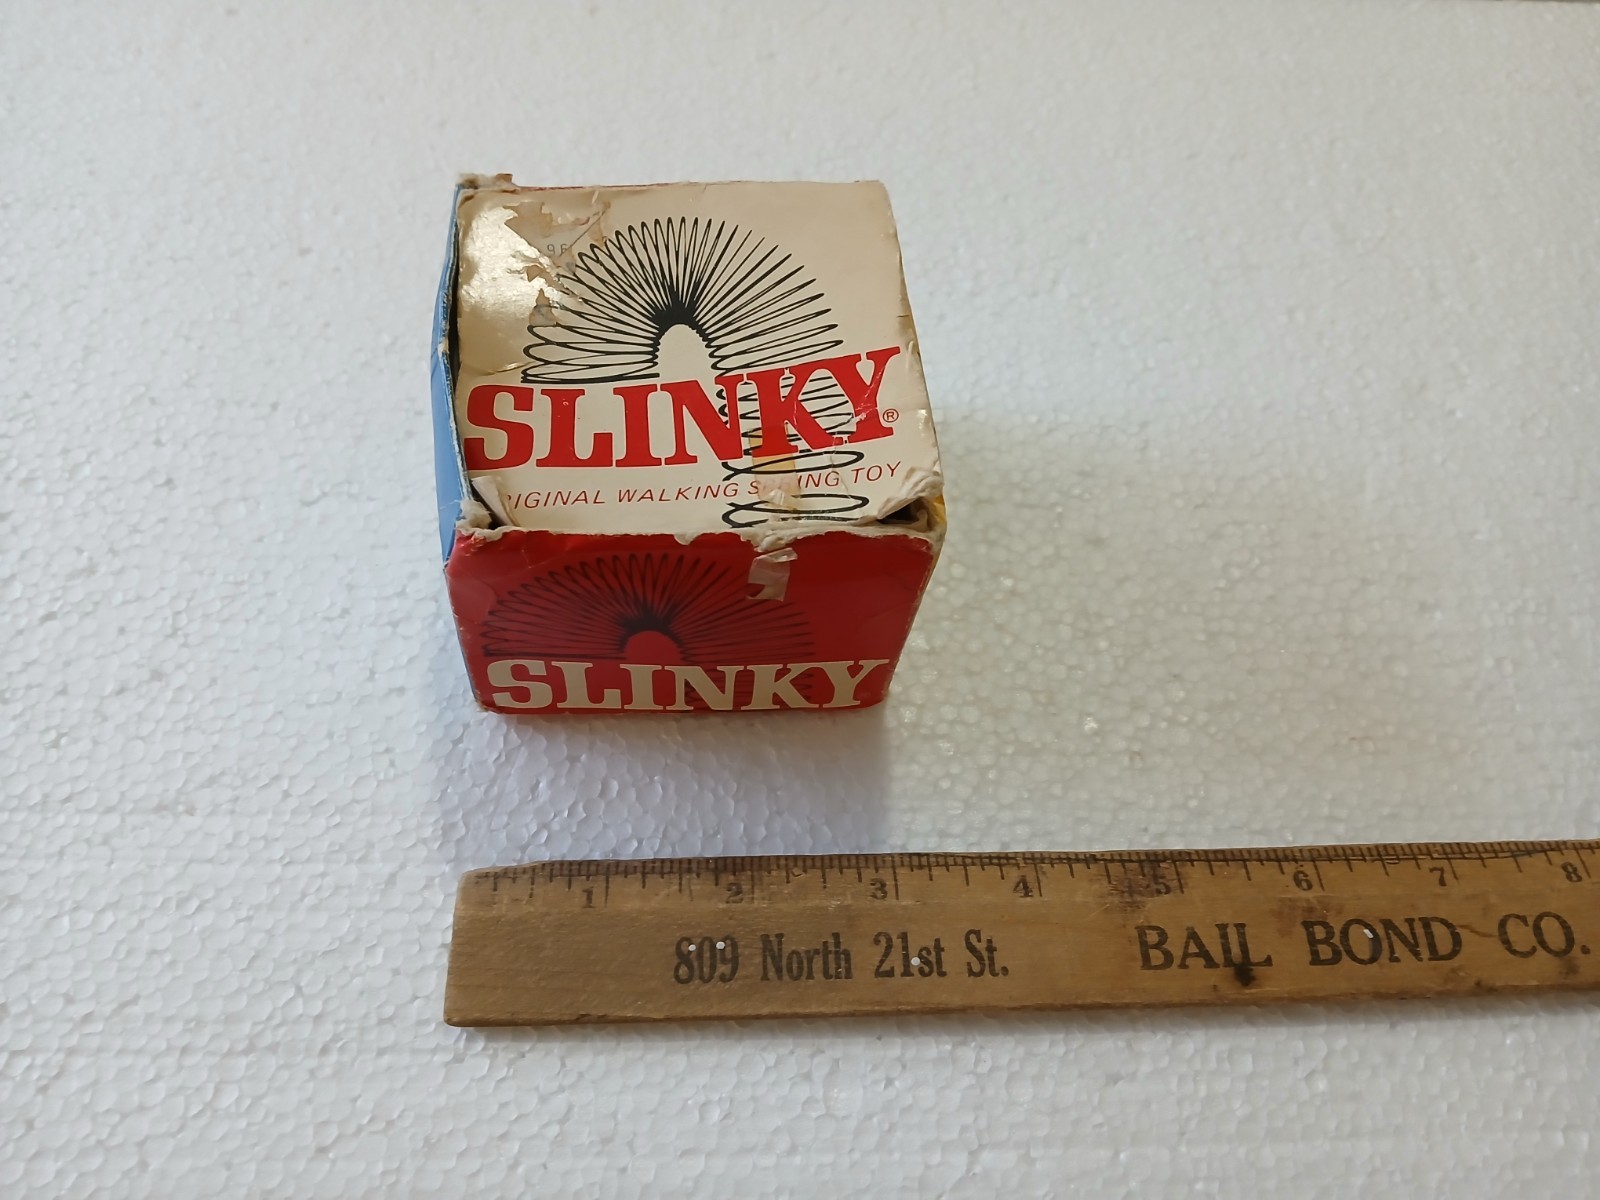 96
SLINKY®
RIGINAL WALKING SPRING TOY
SLINKY
1 2 3 4 5 6 7 8
809 North 21st St. BAIL BOND CO.